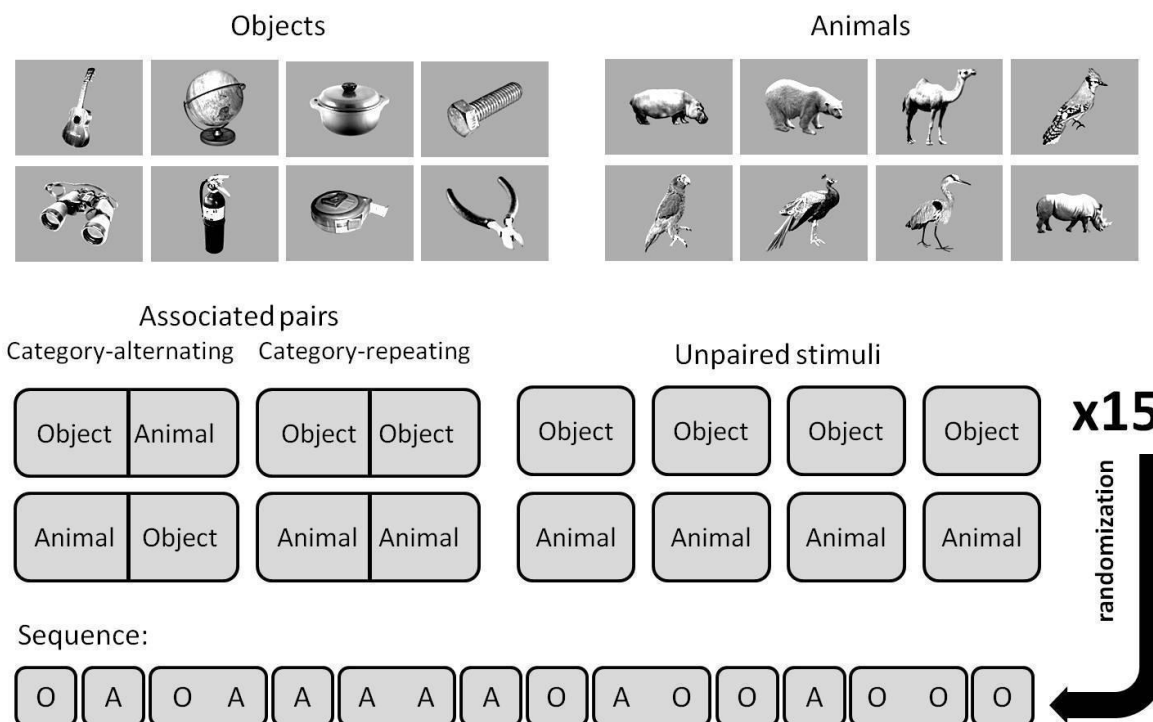 Objects Animals
Associated pairs
Category-alternating Category-repeating Unpaired stimuli
Object Animal Object Object Object Object Object Object x15
Animal Object Animal Animal Animal Animal Animal Animal randomization
Sequence:
O A O A A A A A O A O O A O O O